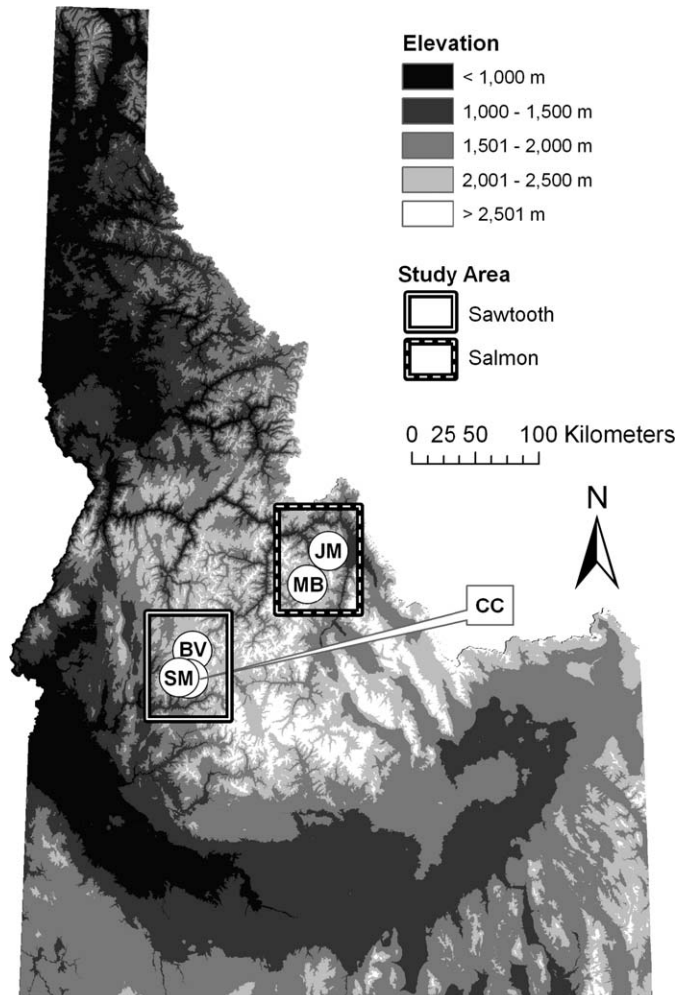 Elevation
< 1,000 m
1,000 - 1,500 m
1,501 - 2,000 m
2,001 - 2,500 m
> 2,501 m
Study Area
Sawtooth
Salmon
0 25 50 100 Kilometers
N
JM
MB
CC
BV
SM